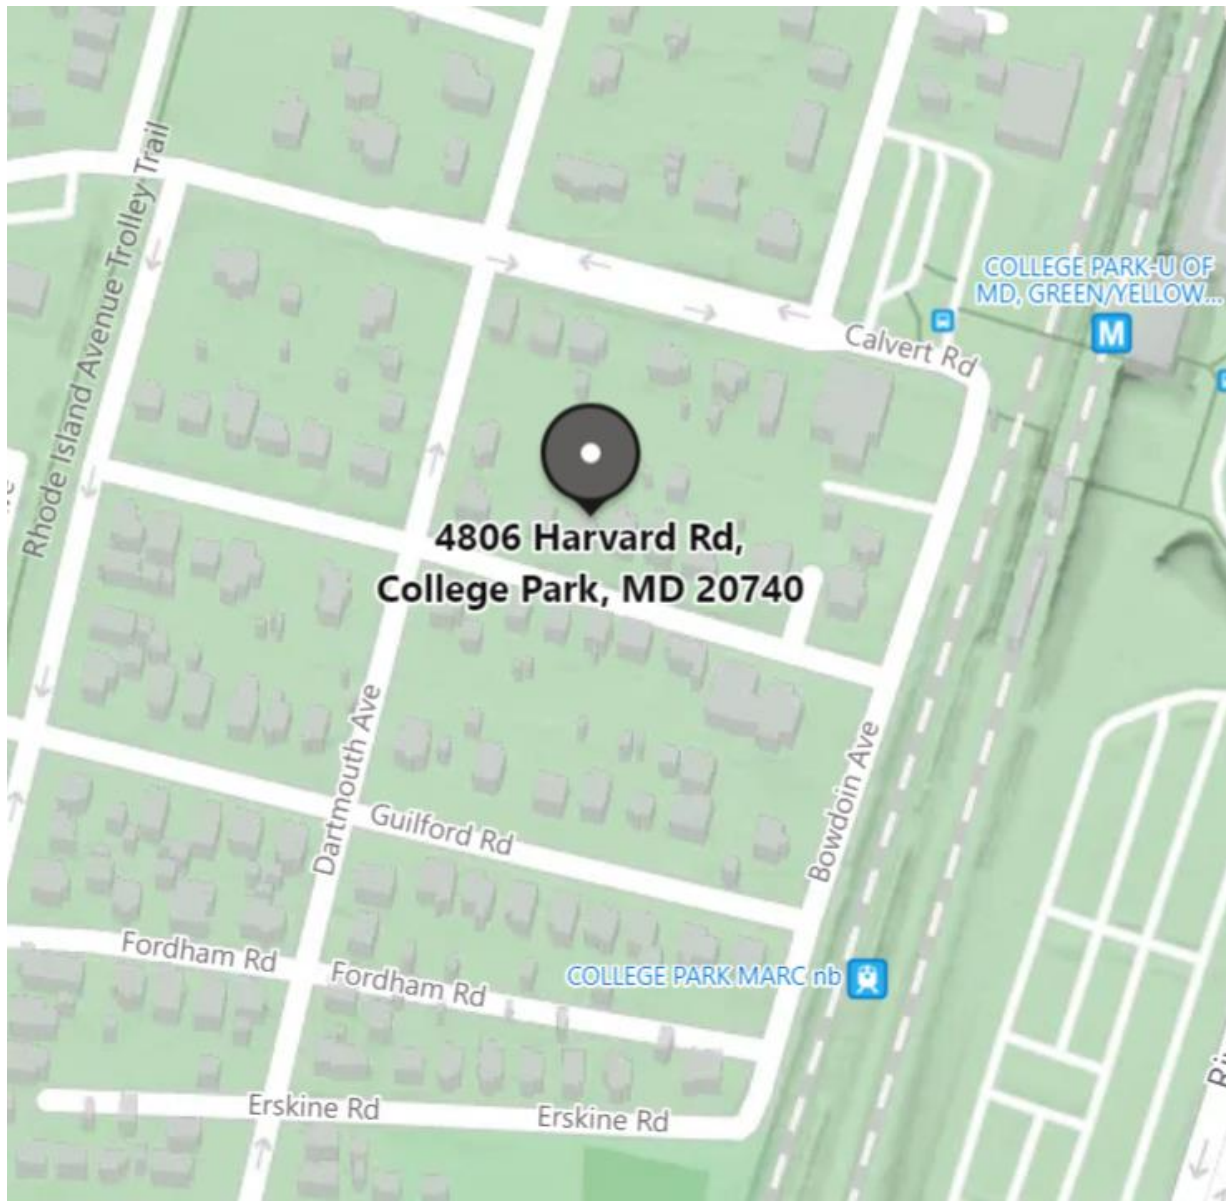 Rhode Island Avenue Trolley Trail
COLLEGE PARK-U OF
MD, GREEN/YELLOW...
M
Calvert Rd
4806 Harvard Rd,
College Park, MD 20740
Dartmouth Ave
Guilford Rd
Bowdoin Ave
Fordham Rd
Fordham Rd
COLLEGE PARK MARC nb
Erskine Rd
Erskine Rd